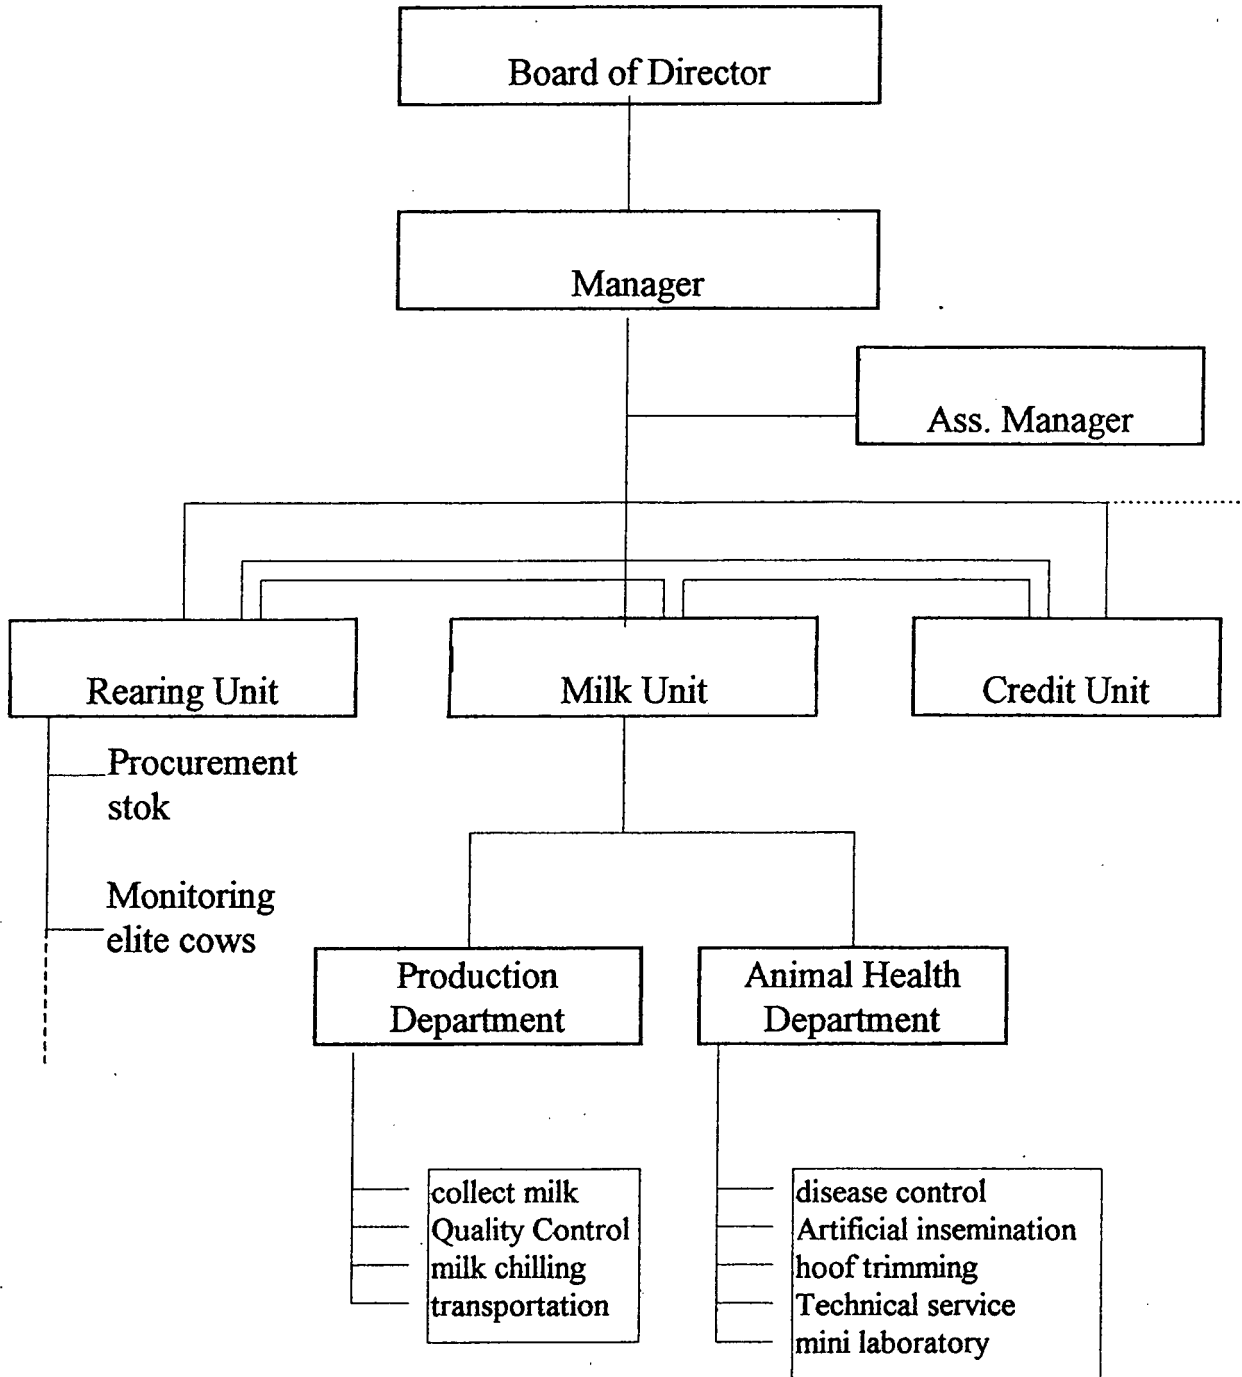 Board of Director
Manager
Ass. Manager
Rearing Unit
Milk Unit
Credit Unit
Procurement
stok
Monitoring
elite cows
Production
Department
Animal Health
Department
collect milk
Quality Control
milk chilling
transportation
disease control
Artificial insemination
hoof trimming
Technical service
mini laboratory